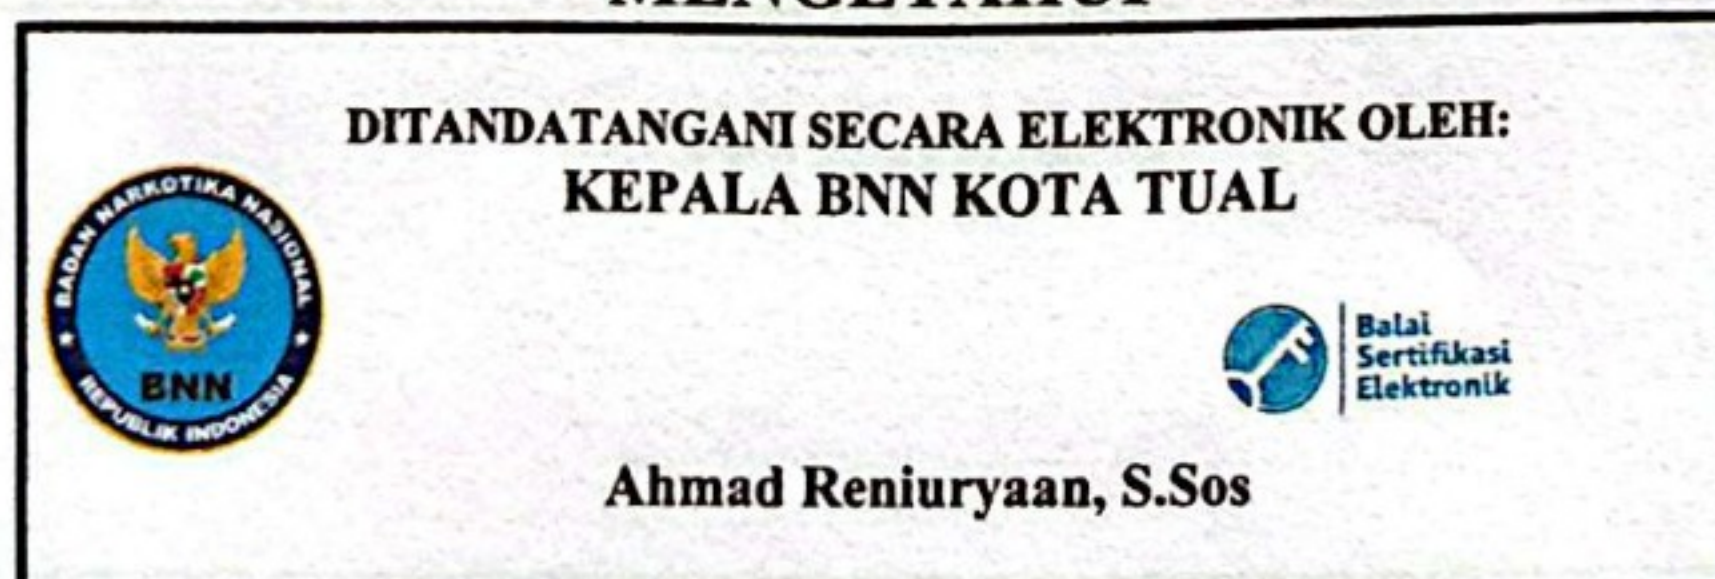 MENGETAHUI
DITANDATANGANI SECARA ELEKTRONIK OLEH:
KEPALA BNN KOTA TUAL
BADAN NARKOTIKA NASIONAL
BNN
REPUBLIK INDONESIA
Balai
Sertifikasi
Elektronik
Ahmad Reniuryaan, S.Sos